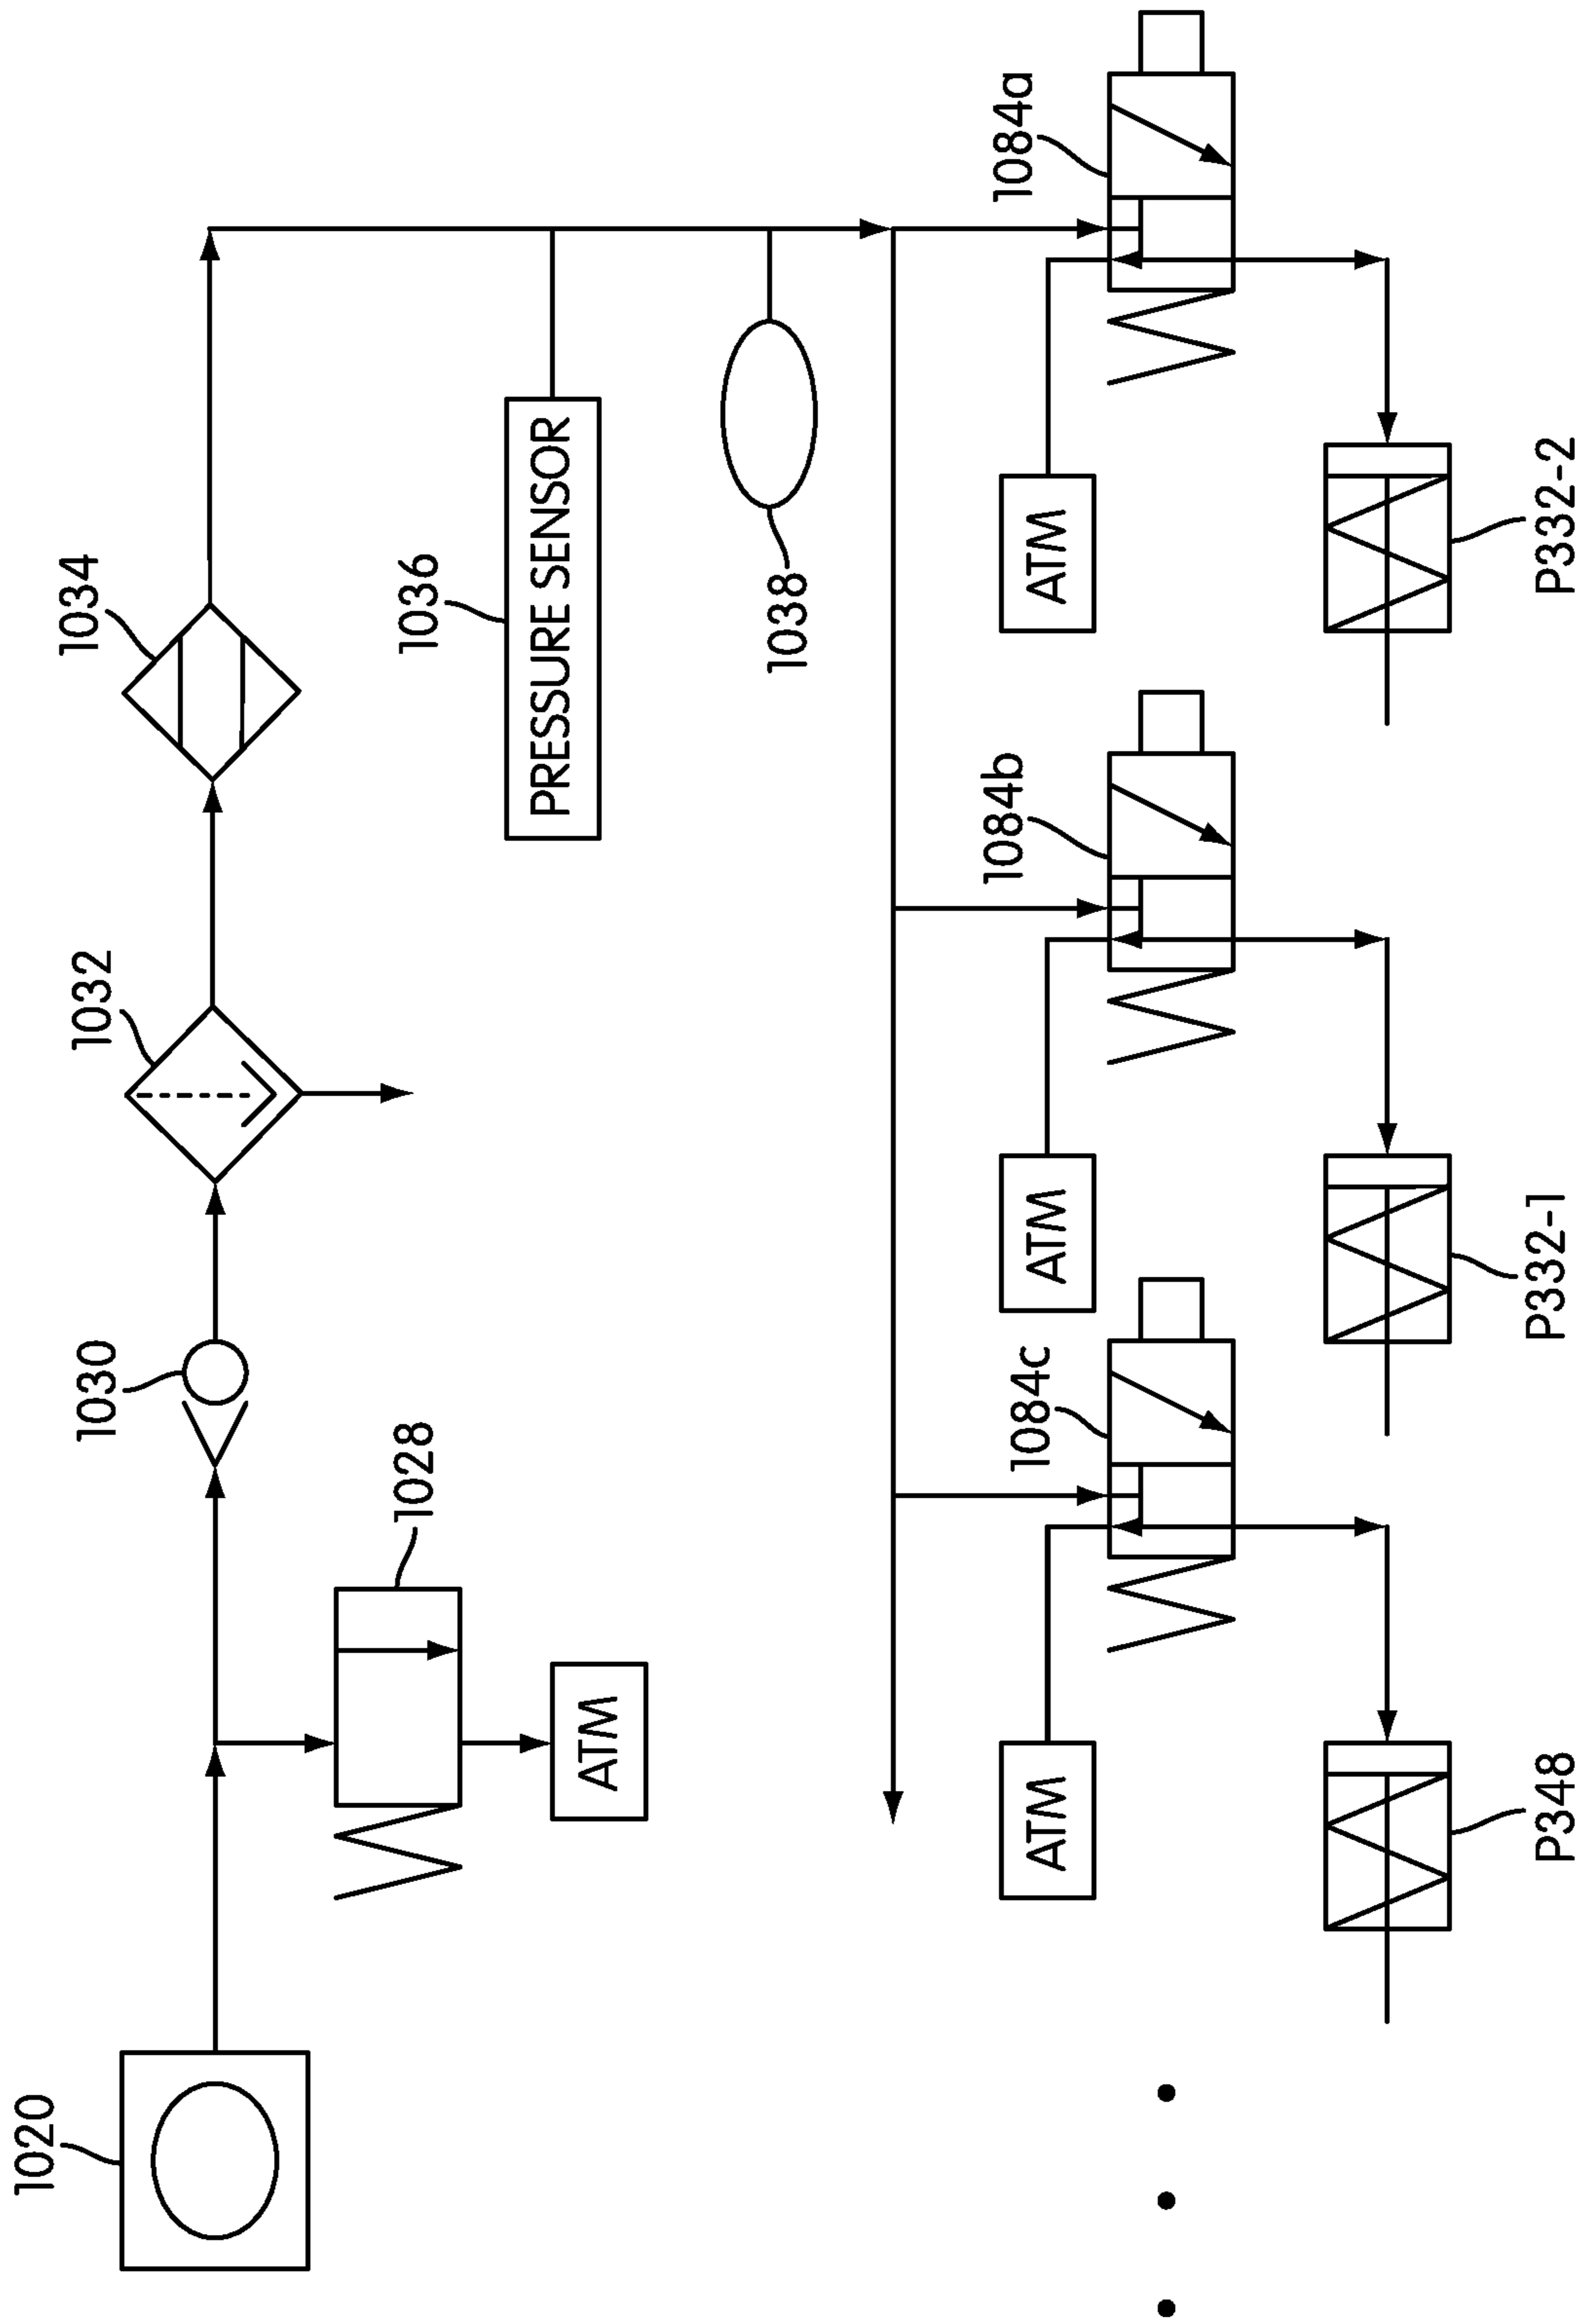 1020
1028
ATM
1030
1032
1034
1036
PRESSURE SENSOR
1038
1084a
ATM
P332-2
1084b
ATM
P332-1
1084c
ATM
P348